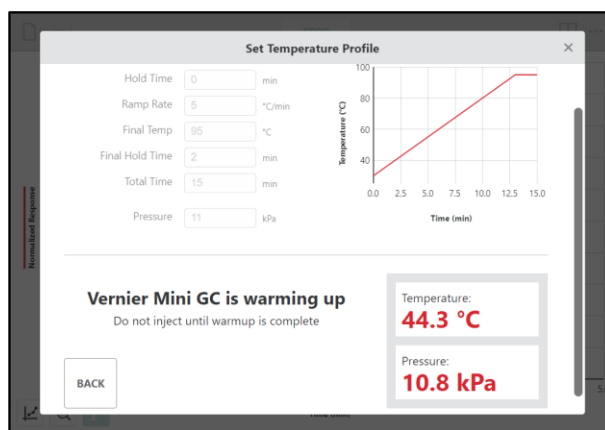 Set Temperature Profile
×
Hold Time 0 min
Ramp Rate 5 °C/min
Final Temp 95 °C
Final Hold Time 2 min
Total Time 15 min
Pressure 11 kPa
Temperature (°C)
100
80
60
40
0.0 2.5 5.0 7.5 10.0 12.5 15.0
Time (min)
Normalized Response
Vernier Mini GC is warming up
Do not inject until warmup is complete
Temperature:
44.3 °C
Pressure:
10.8 kPa
BACK